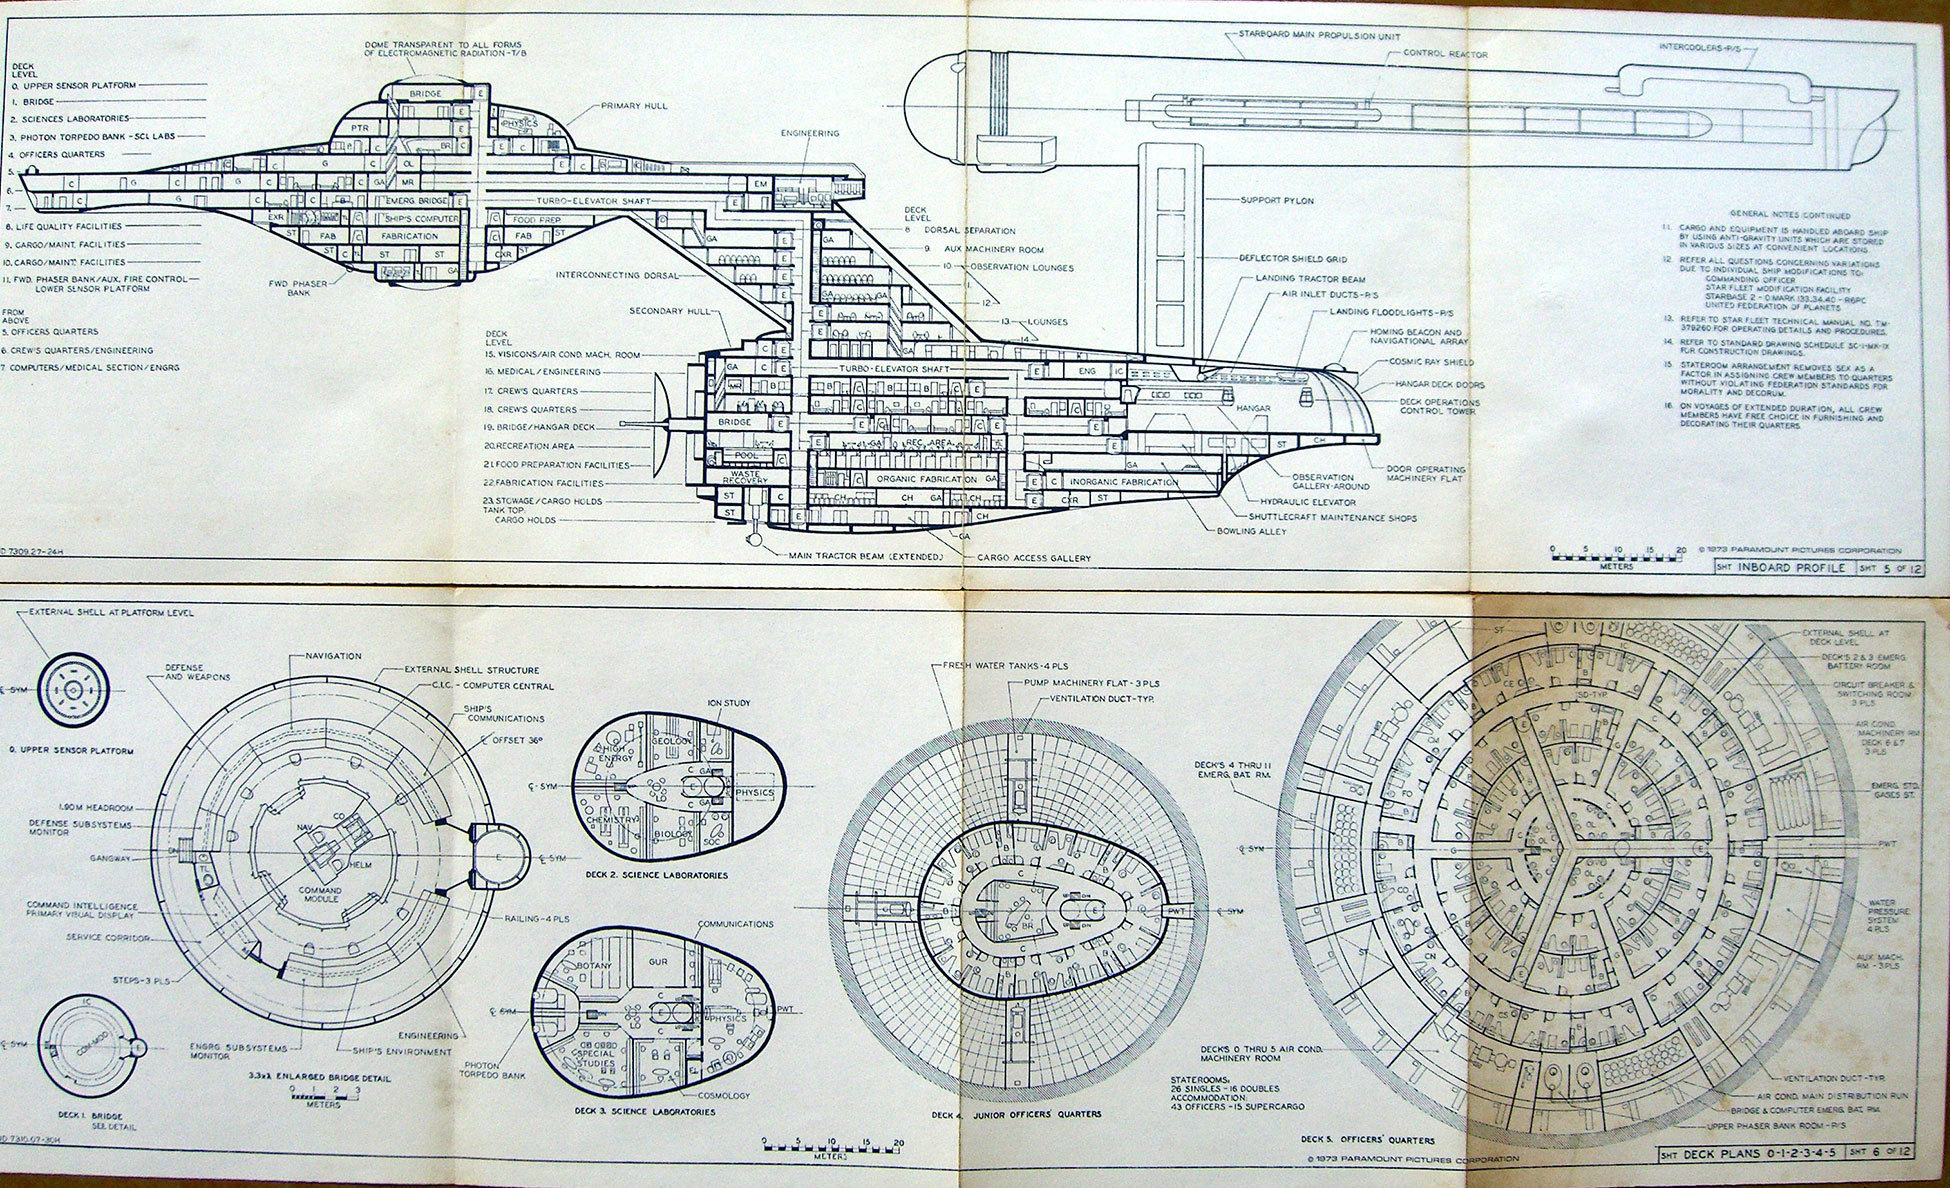 DOME TRANSPARENT TO ALL FORMS
OF ELECTROMAGNETIC RADIATION-T/B
DECK
LEVEL
0. UPPER SENSOR PLATFORM
1. BRIDGE
2. SCIENCES LABORATORIES
3. PHOTON TORPEDO BANK - SCI. LABS
4. OFFICERS QUARTERS
5.
6.
7.
8. LIFE QUALITY FACILITIES
9. CARGO/MAINT. FACILITIES
10. CARGO/MAINT. FACILITIES
11. FWD. PHASER BANK/AUX. FIRE CONTROL
LOWER SENSOR PLATFORM
FROM
ABOVE
5. OFFICERS QUARTERS
6. CREW'S QUARTERS/ENGINEERING
7 COMPUTERS/MEDICAL SECTION/ENGRG
BRIDGE
E
PTR
PHYSICS
PRIMARY HULL
ENGINEERING
EM
EMERG BRIDGE
TURBO-ELEVATOR SHAFT
EXR
SHIP'S COMPUTER
FOOD PREP.
ST
FAB
FABRICATION
FAB
ST
FWD PHASER
BANK
INTERCONNECTING DORSAL
SECONDARY HULL
DECK
LEVEL
8 DORSAL SEPARATION
9. AUX MACHINERY ROOM
10. OBSERVATION LOUNGES
11.
12.
13. LOUNGES
14.
DECK
LEVEL
15. VISICONS/AIR COND. MACH. ROOM
16. MEDICAL/ENGINEERING
17. CREW'S QUARTERS
18. CREW'S QUARTERS
19. BRIDGE/HANGAR DECK
20. RECREATION AREA
21 FOOD PREPARATION FACILITIES
22. FABRICATION FACILITIES
23. STOWAGE/CARGO HOLDS
TANK TOP:
CARGO HOLDS
TURBO-ELEVATOR SHAFT
ENG
IC
BRIDGE
REC. AREA
POOL
WASTE
RECOVERY
ORGANIC FABRICATION
GA
INORGANIC FABRICATION
HANGAR
MAIN TRACTOR BEAM (EXTENDED)
CARGO ACCESS GALLERY
STARBOARD MAIN PROPULSION UNIT
CONTROL REACTOR
INTERCOOLERS-P/S
SUPPORT PYLON
DEFLECTOR SHIELD GRID
LANDING TRACTOR BEAM
AIR INLET DUCTS-P/S
LANDING FLOODLIGHTS-P/S
HOMING BEACON AND
NAVIGATIONAL ARRAY
COSMIC RAY SHIELD
HANGAR DECK DOORS
DECK OPERATIONS
CONTROL TOWER
DOOR OPERATING
MACHINERY FLAT
OBSERVATION
GALLERY-AROUND
HYDRAULIC ELEVATOR
SHUTTLECRAFT MAINTENANCE SHOPS
BOWLING ALLEY
GENERAL NOTES CONTINUED
11. CARGO AND EQUIPMENT IS HANDLED ABOARD SHIP
BY USING ANTI-GRAVITY UNITS WHICH ARE STORED
IN VARIOUS SIZES AT CONVENIENT LOCATIONS.
12. REFER ALL QUESTIONS CONCERNING VARIATIONS
DUE TO INDIVIDUAL SHIP MODIFICATIONS TO:
COMMANDING OFFICER
STAR FLEET MODIFICATION FACILITY
STARBASE 2 - 0 MARK 133.34.40 - R6PC
UNITED FEDERATION OF PLANETS
13. REFER TO STAR FLEET TECHNICAL MANUAL NO. TM-
379260 FOR OPERATING DETAILS AND PROCEDURES.
14. REFER TO STANDARD DRAWING SCHEDULE SC-1-MK-IX
FOR CONSTRUCTION DRAWINGS.
15. STATEROOM ARRANGEMENT REMOVES SEX AS A
FACTOR IN ASSIGNING CREW MEMBERS TO QUARTERS
WITHOUT VIOLATING FEDERATION STANDARDS FOR
MORALITY AND DECORUM.
16. ON VOYAGES OF EXTENDED DURATION, ALL CREW
MEMBERS HAVE FREE CHOICE IN FURNISHING AND
DECORATING THEIR QUARTERS
D 7309.27-24H
0 5 10 15 20
METERS
© 1973 PARAMOUNT PICTURES CORPORATION
SHT INBOARD PROFILE SHT 5 OF 12
EXTERNAL SHELL AT PLATFORM LEVEL
SYM
0. UPPER SENSOR PLATFORM
DEFENSE
AND WEAPONS
NAVIGATION
EXTERNAL SHELL STRUCTURE
C.I.C. - COMPUTER CENTRAL
SHIP'S
COMMUNICATIONS
OFFSET 36°
1.90 M HEADROOM
DEFENSE SUBSYSTEMS
MONITOR
GANGWAY
COMMAND INTELLIGENCE
PRIMARY VISUAL DISPLAY
SERVICE CORRIDOR
STEPS-3 PLS
NAV
CO
HELM
COMMAND
MODULE
E
SYM
RAILING-4 PLS
ENGINEERING
SHIP'S ENVIRONMENT
ENGRG SUBSYSTEMS
MONITOR
3.3x1 ENLARGED BRIDGE DETAIL
0 1 2 3
METERS
IC
COM-MOD
SYM
DECK 1. BRIDGE
SEE DETAIL
D 7310.07-30H
ION STUDY
HIGH
ENERGY
GEOLOGY
PHYSICS
CHEMISTRY
BIOLOGY
SOC
SYM
DECK 2. SCIENCE LABORATORIES
COMMUNICATIONS
BOTANY
GUR
PHYSICS
PWT
SPECIAL
STUDIES
SYM
PHOTON
TORPEDO BANK
COSMOLOGY
DECK 3. SCIENCE LABORATORIES
0 5 10 15 20
METERS
FRESH WATER TANKS-4 PLS
PUMP MACHINERY FLAT-3 PLS
VENTILATION DUCT-TYP.
BR
PWT
SYM
DECK 4. JUNIOR OFFICERS' QUARTERS
STATEROOMS:
26 SINGLES-16 DOUBLES
ACCOMMODATION:
43 OFFICERS-15 SUPERCARGO
DECK'S 4 THRU 11
EMERG. BAT. RM.
SYM
DECK'S 0 THRU 5 AIR COND.
MACHINERY ROOM
EXTERNAL SHELL AT
DECK LEVEL
DECK'S 2 & 3 EMERG.
BATTERY ROOM
CIRCUIT BREAKER &
SWITCHING ROOM
3 PLS
AIR COND.
MACHINERY RM
DECK 6 & 7
3 PLS
EMERG. STD.
GASES ST.
PWT
WATER
PRESSURE
SYSTEM
4 PLS
AUX MACH.
RM - 3 PLS
VENTILATION DUCT-TYP
AIR COND. MAIN DISTRIBUTION RUN
BRIDGE & COMPUTER EMERG. BAT. RM.
UPPER PHASER BANK ROOM-P/S
DECK 5. OFFICERS' QUARTERS
© 1973 PARAMOUNT PICTURES CORPORATION
SHT DECK PLANS 0-1-2-3-4-5 SHT 6 OF 12